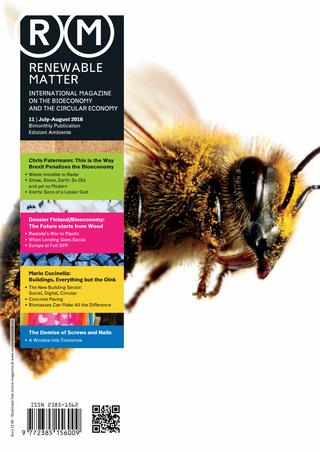 R M
RENEWABLE
MATTER
INTERNATIONAL MAGAZINE
ON THE BIOECONOMY
AND THE CIRCULAR ECONOMY
11 | July-August 2016
Bimonthly Publication
Edizioni Ambiente
Chris Patermann: This is the Way
Brexit Penalizes the Bioeconomy
• Waste Invisible to Radar
• Straw, Stone, Earth: So Old
and yet so Modern
• Inerts: Sons of a Lesser God
Dossier Finland/Bioeconomy:
The Future starts from Wood
• Rwanda's War to Plastic
• When Lending Goes Social
• Europe at Full GPP
Mario Cucinella:
Buildings, Everything but the Oink
• The New Building Sector:
Social, Digital, Circular
• Concrete Paving
• Biomasses Can Make All the Difference
The Demise of Screws and Nails
• A Window into Tomorrow
ISSN 2385-1562
9 772385 156009